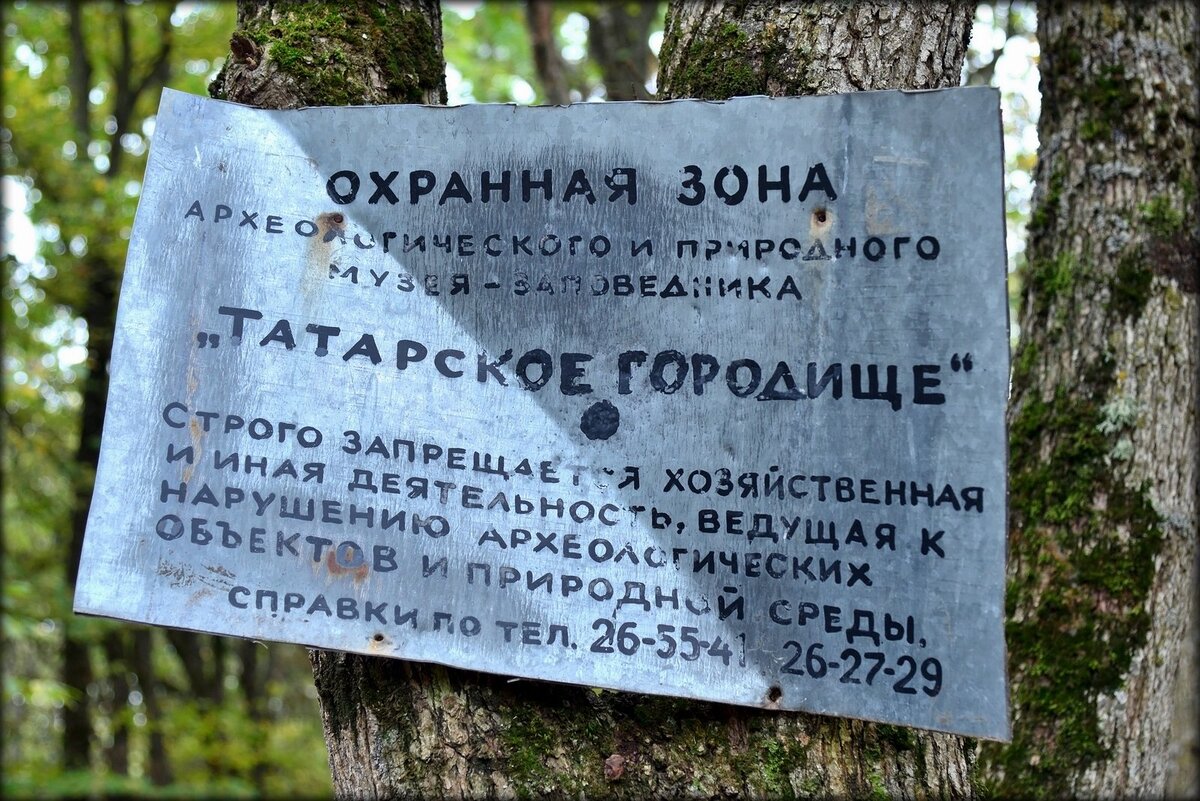 ОХРАННАЯ ЗОНА
АРХЕОЛОГИЧЕСКОГО И ПРИРОДНОГО
МУЗЕЯ - ЗАПОВЕДНИКА
„ТАТАРСКОЕ ГОРОДИЩЕ“
СТРОГО ЗАПРЕЩАЕТСЯ ХОЗЯЙСТВЕННАЯ
И ИНАЯ ДЕЯТЕЛЬНОСТЬ, ВЕДУЩАЯ К
НАРУШЕНИЮ АРХЕОЛОГИЧЕСКИХ
ОБЪЕКТОВ И ПРИРОДНОЙ СРЕДЫ.
СПРАВКИ ПО ТЕЛ. 26-55-41 26-27-29